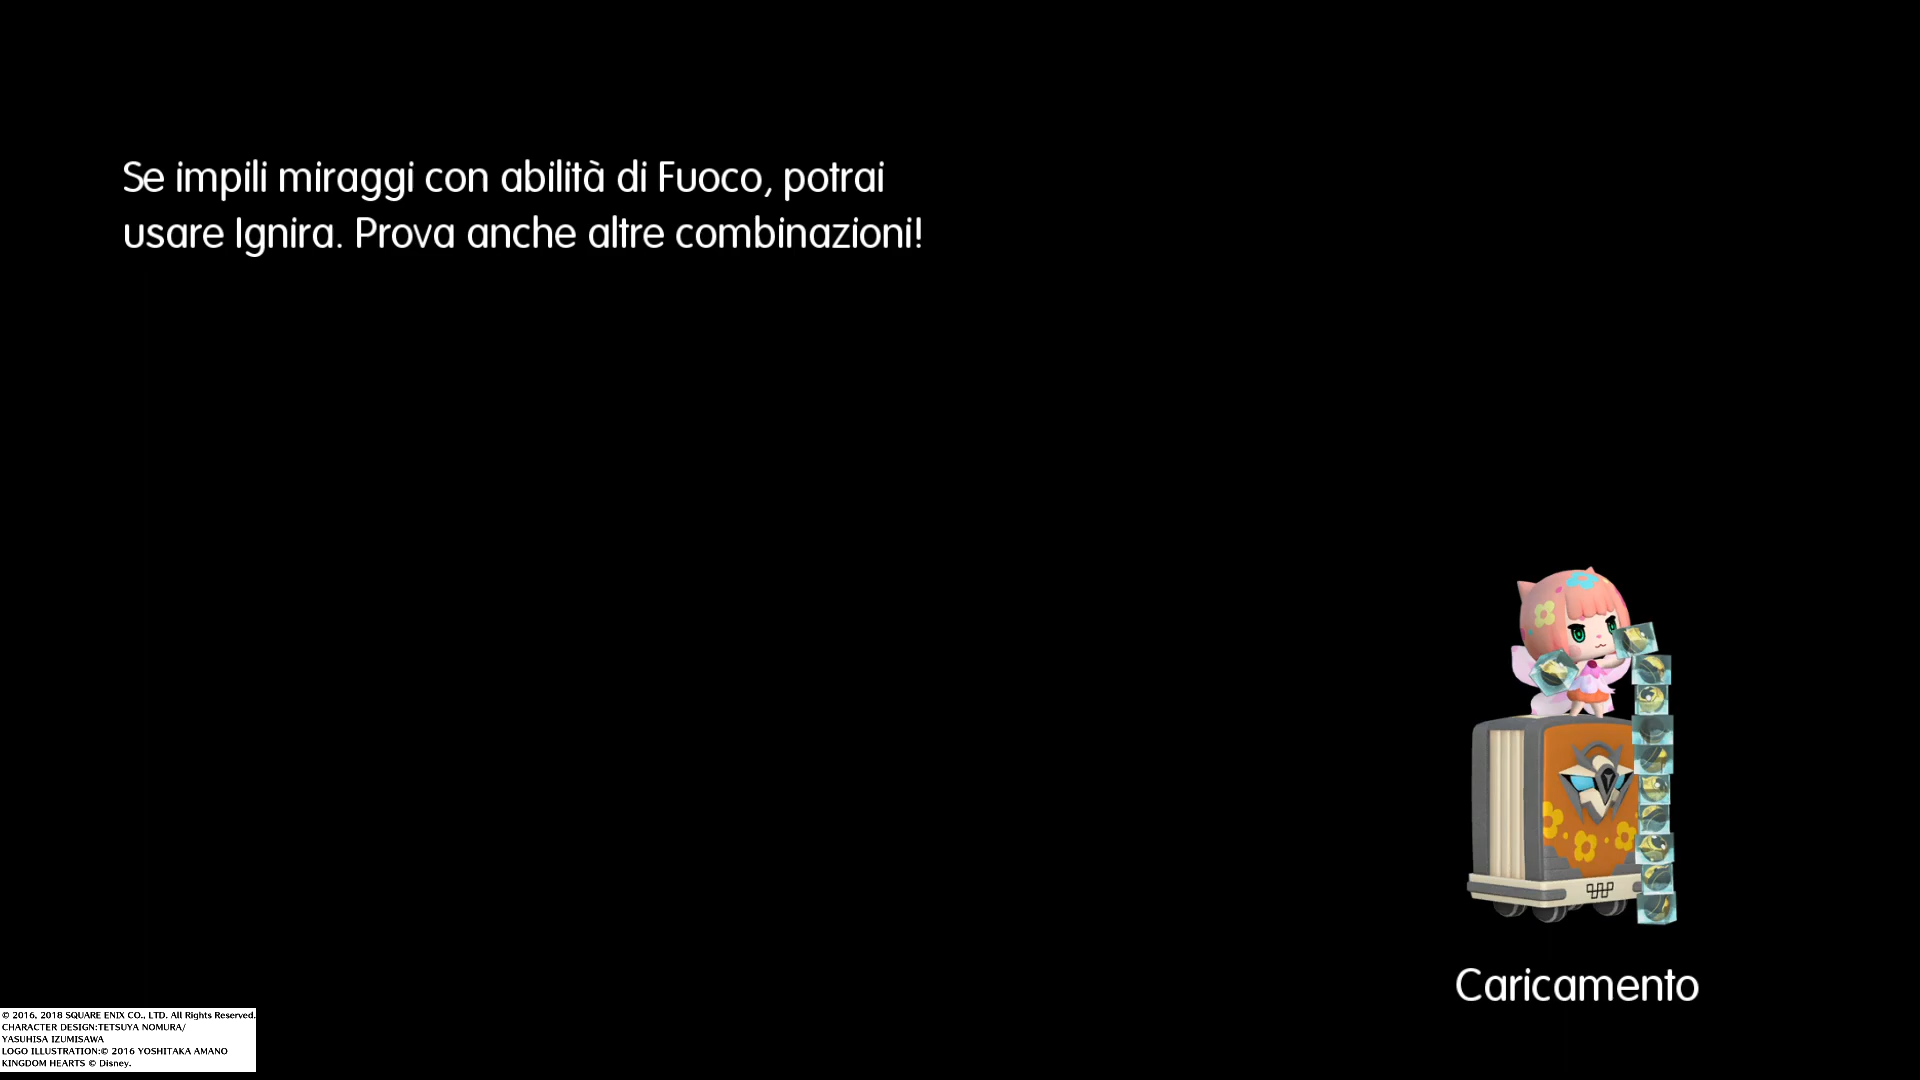 Se impili miraggi con abilità di Fuoco, potrai
usare Ignira. Prova anche altre combinazioni!
Caricamento
© 2016, 2018 SQUARE ENIX CO., LTD. All Rights Reserved.
CHARACTER DESIGN:TETSUYA NOMURA/
YASUHISA IZUMISAWA
LOGO ILLUSTRATION:© 2016 YOSHITAKA AMANO
KINGDOM HEARTS © Disney.